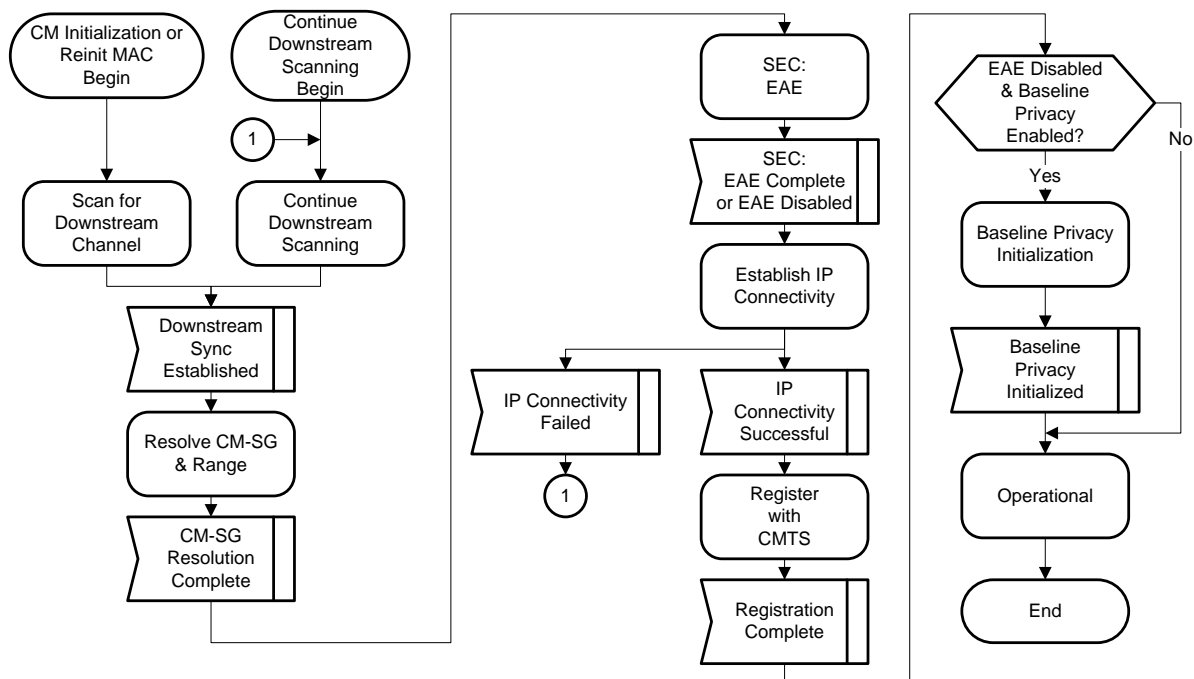 CM Initialization or
Reinit MAC
Begin
Continue
Downstream
Scanning
Begin
1
Scan for
Downstream
Channel
Continue
Downstream
Scanning
Downstream
Sync
Established
Resolve CM-SG
& Range
CM-SG
Resolution
Complete
SEC:
EAE
SEC:
EAE Complete
or EAE Disabled
Establish IP
Connectivity
IP Connectivity
Failed
1
IP
Connectivity
Successful
Register
with
CMTS
Registration
Complete
EAE Disabled
& Baseline
Privacy
Enabled?
No
Yes
Baseline Privacy
Initialization
Baseline
Privacy
Initialized
Operational
End